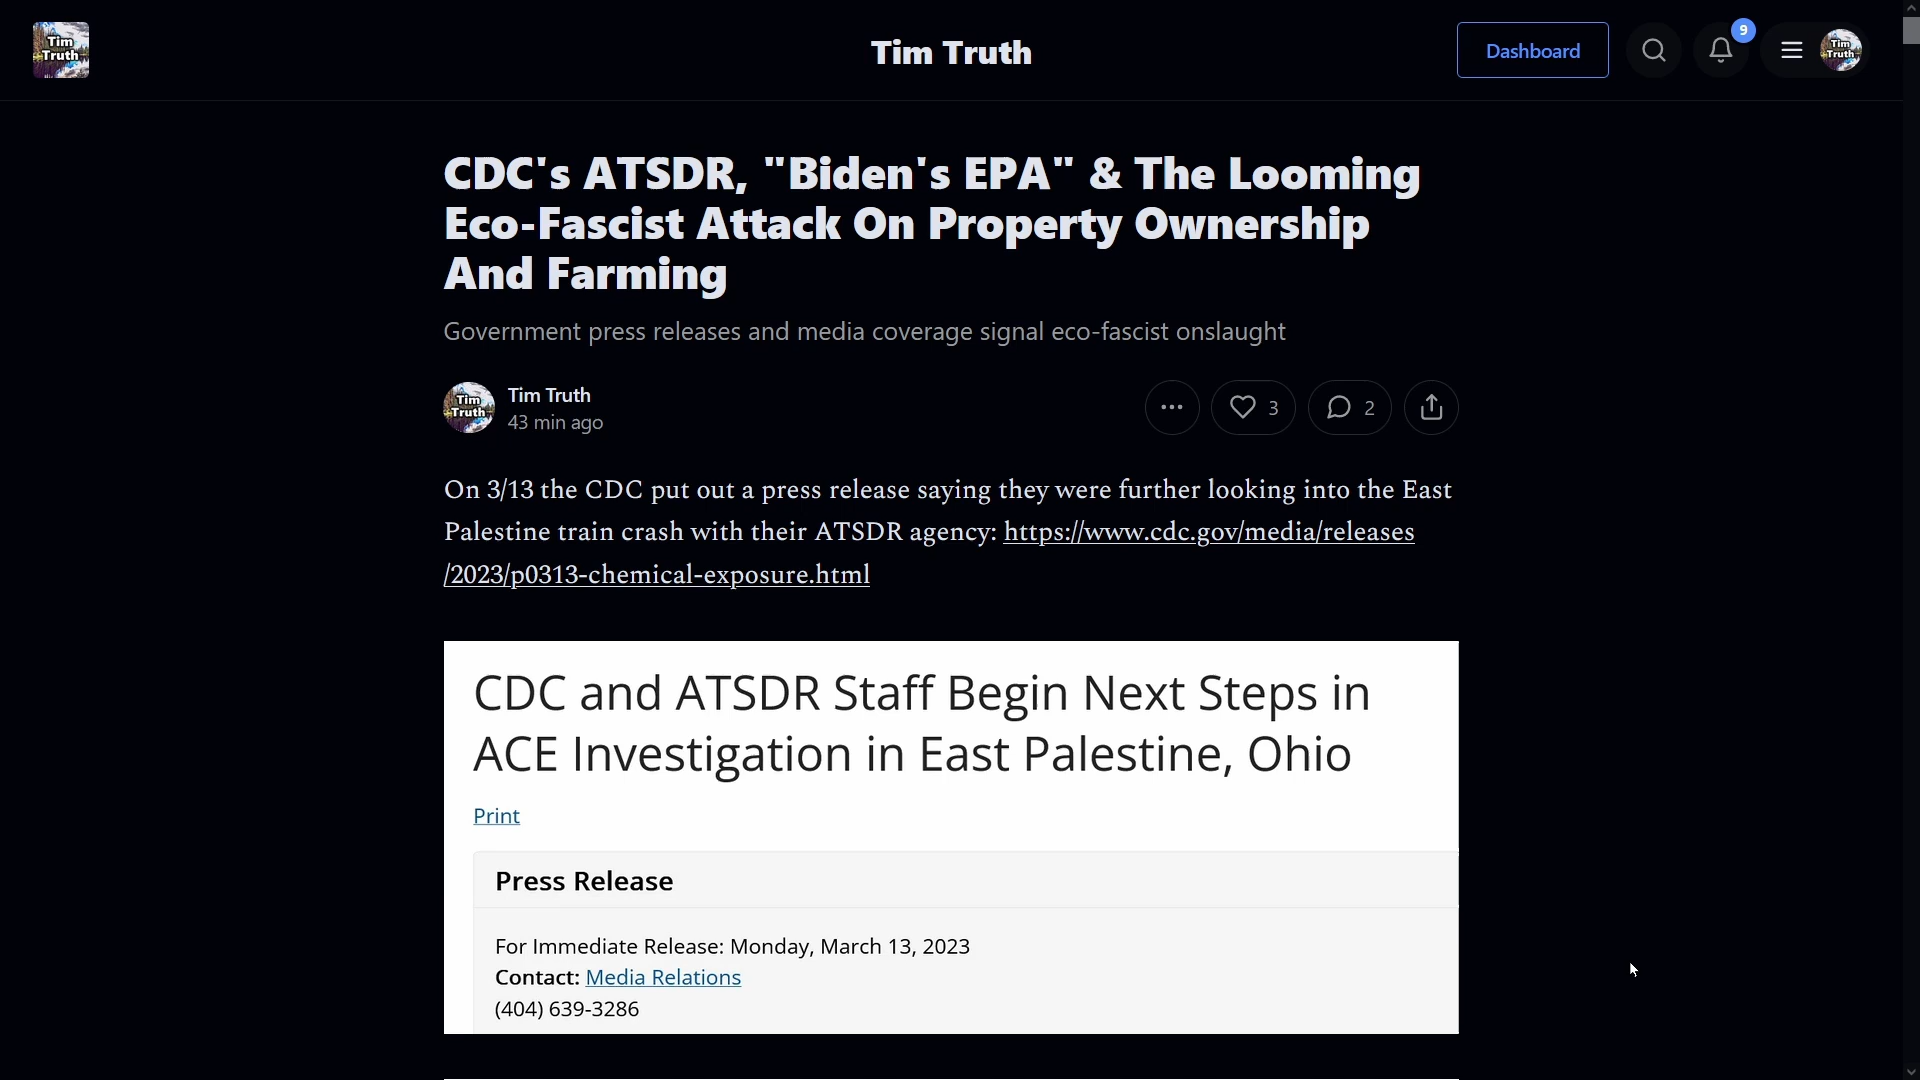 Tim
Truth
Tim Truth
Dashboard
9
Tim
Truth
CDC's ATSDR, "Biden's EPA" & The Looming
Eco-Fascist Attack On Property Ownership
And Farming
Government press releases and media coverage signal eco-fascist onslaught
Tim
Truth
Tim Truth
43 min ago
3
2
On 3/13 the CDC put out a press release saying they were further looking into the East
Palestine train crash with their ATSDR agency: https://www.cdc.gov/media/releases
/2023/p0313-chemical-exposure.html
CDC and ATSDR Staff Begin Next Steps in
ACE Investigation in East Palestine, Ohio
Print
Press Release
For Immediate Release: Monday, March 13, 2023
Contact: Media Relations
(404) 639-3286